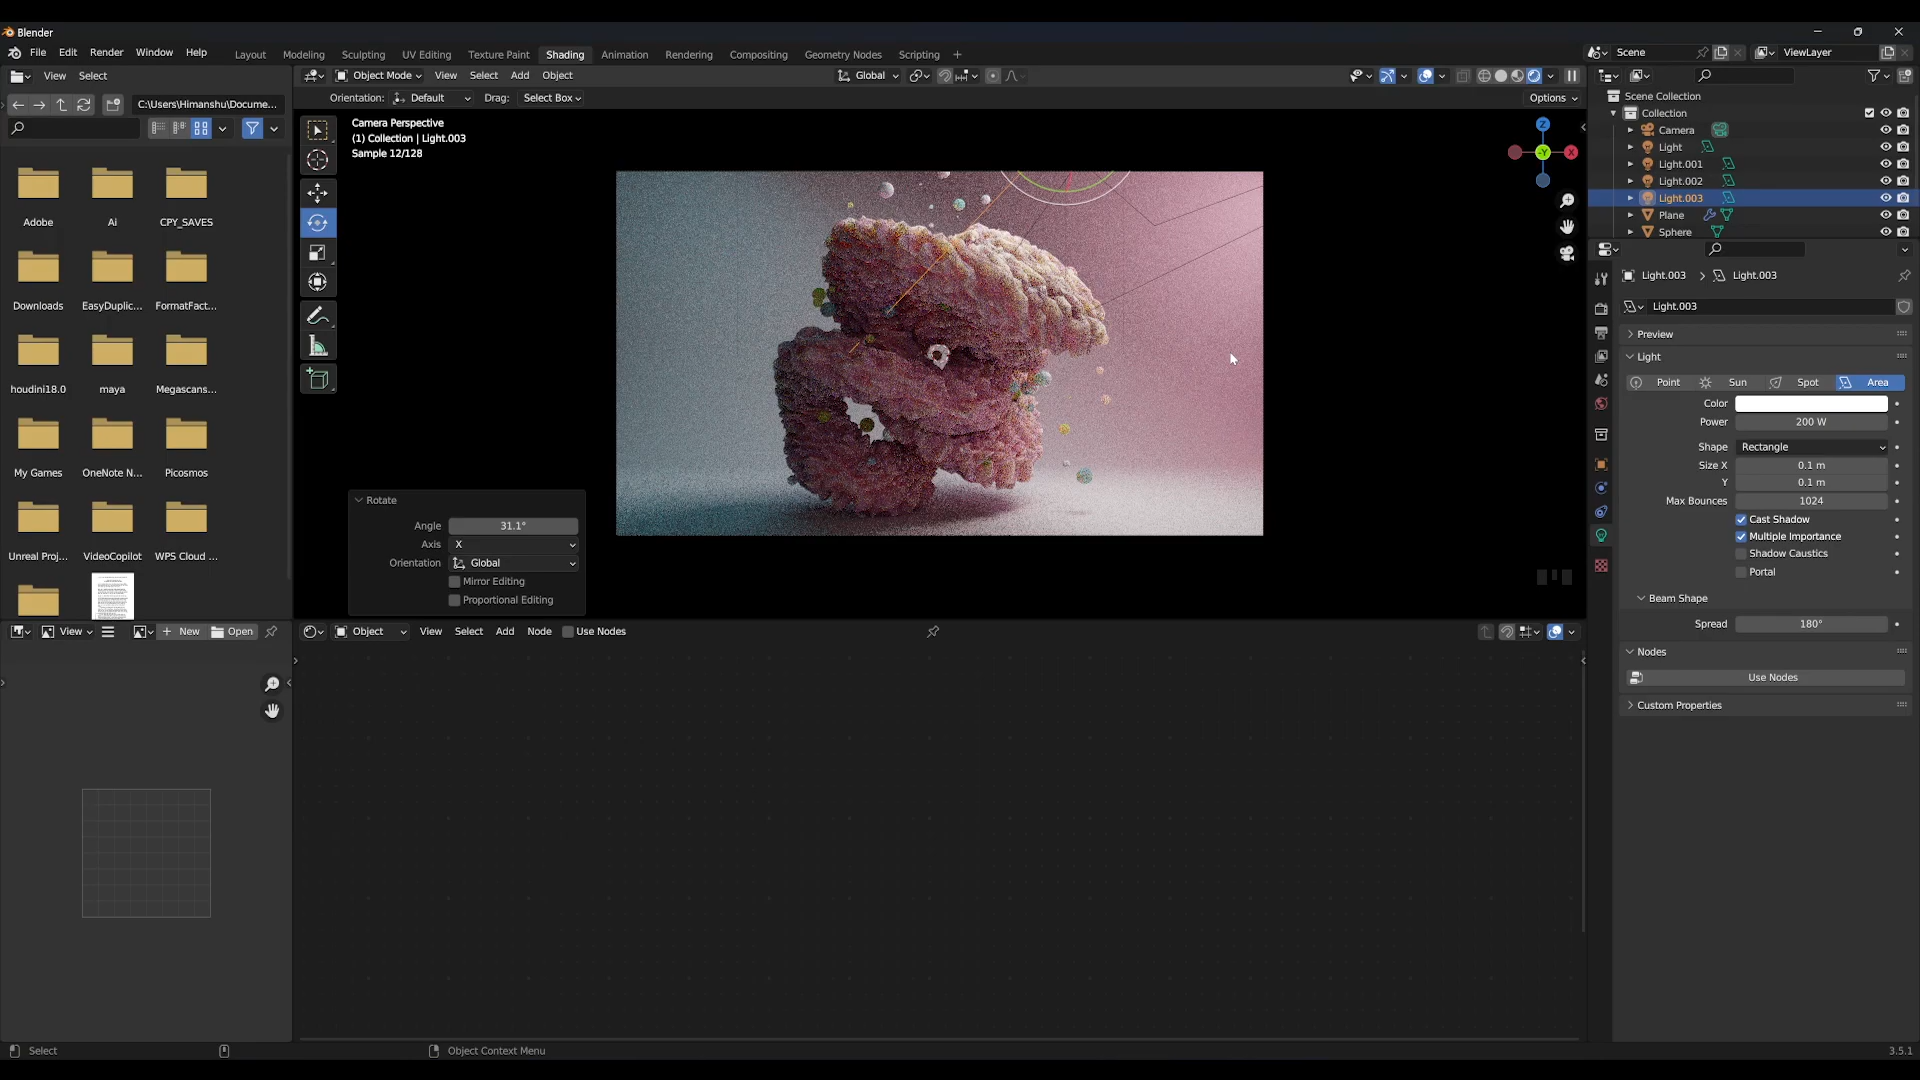 Blender
File Edit Render Window Help
Layout Modeling Sculpting UV Editing Texture Paint Shading Animation Rendering Compositing Geometry Nodes Scripting +
Scene
ViewLayer
View Select
Object Mode View Select Add Object
Global
C:\Users\Himanshu\Docume...
Orientation: Default Drag: Select Box
Options
Adobe Ai CPY_SAVES
Downloads EasyDuplic... FormatFact...
houdini18.0 maya Megascans...
My Games OneNote N... Picosmos
Unreal Proj... VideoCopilot WPS Cloud ...
Camera Perspective
(1) Collection | Light.003
Sample 12/128
Z
-Y
X
Rotate
Angle 31.1°
Axis X
Orientation Global
Mirror Editing
Proportional Editing
Scene Collection
Collection
Camera
Light
Light.001
Light.002
Light.003
Plane
Sphere
Light.003 > Light.003
Light.003
Preview
Light
Point Sun Spot Area
Color
Power 200 W
Shape Rectangle
Size X 0.1 m
Y 0.1 m
Max Bounces 1024
Cast Shadow
Multiple Importance
Shadow Caustics
Portal
Beam Shape
Spread 180°
Nodes
Use Nodes
Custom Properties
View + New Open
Object View Select Add Node Use Nodes
Select
Object Context Menu
3.5.1